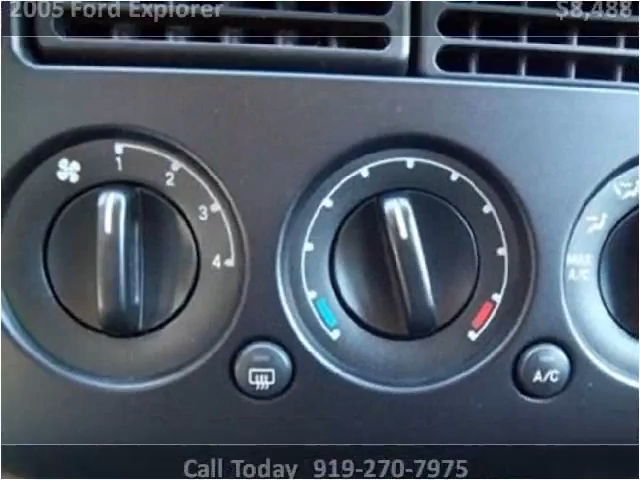 2005 Ford Explorer
$8,488
1
2
3
4
MAX
A/C
A/C
Call Today 919-270-7975